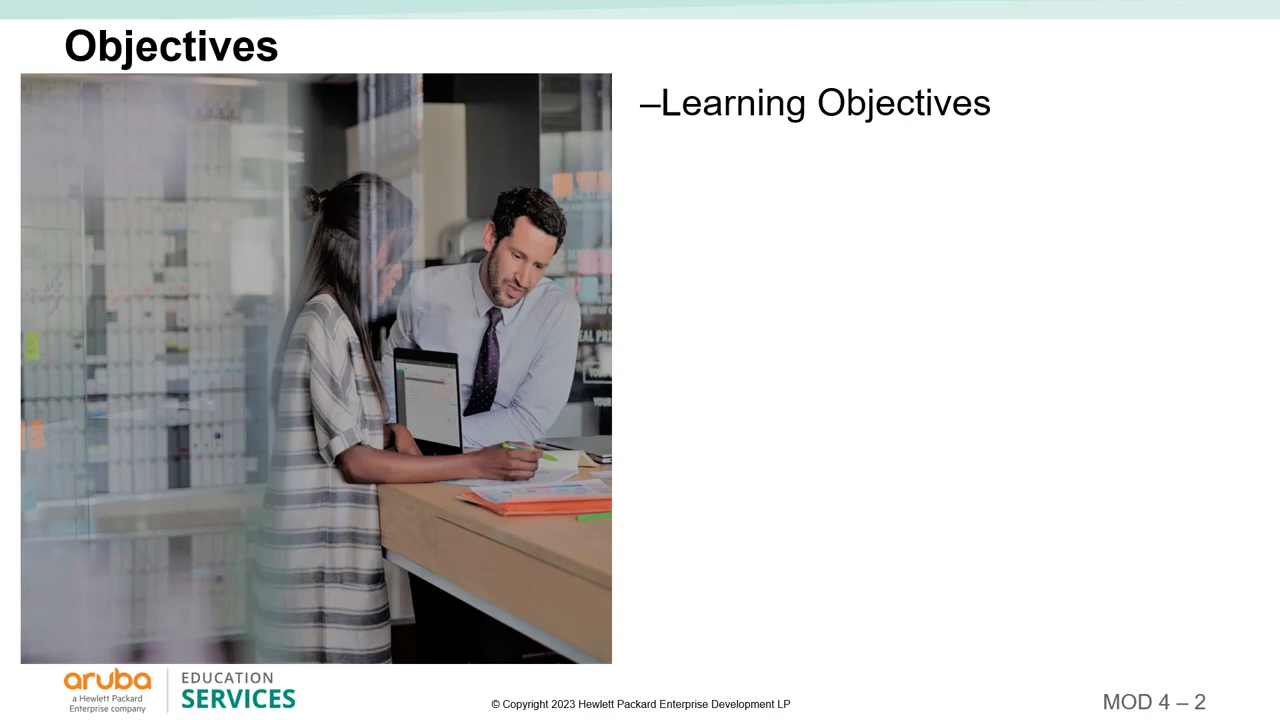 Objectives
–Learning Objectives
aruba
a Hewlett Packard
Enterprise company
EDUCATION
SERVICES
© Copyright 2023 Hewlett Packard Enterprise Development LP
MOD 4 – 2